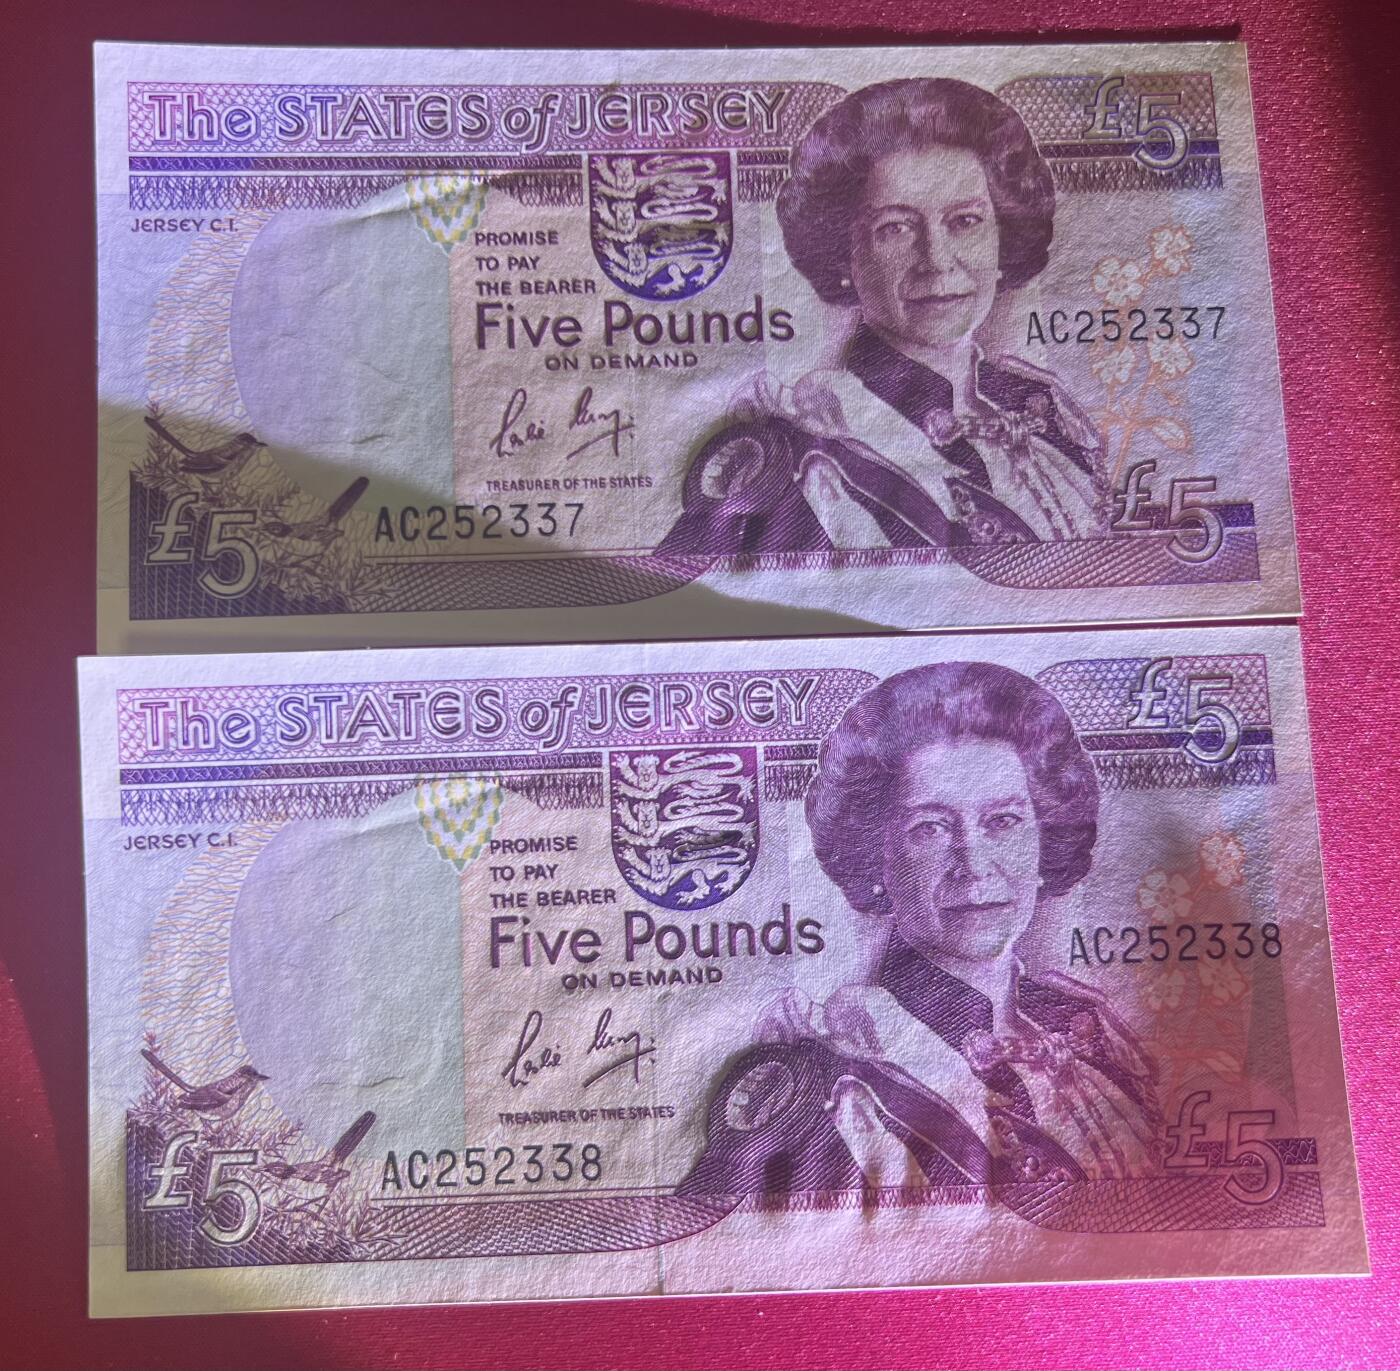 The STATES of JERSEY
£5
JERSEY C.I.
PROMISE
TO PAY
THE BEARER
Five Pounds
ON DEMAND
AC252337
TREASURER OF THE STATES
AC252337
£5
£5
The STATES of JERSEY
£5
JERSEY C.I.
PROMISE
TO PAY
THE BEARER
Five Pounds
ON DEMAND
AC252338
TREASURER OF THE STATES
AC252338
£5
£5